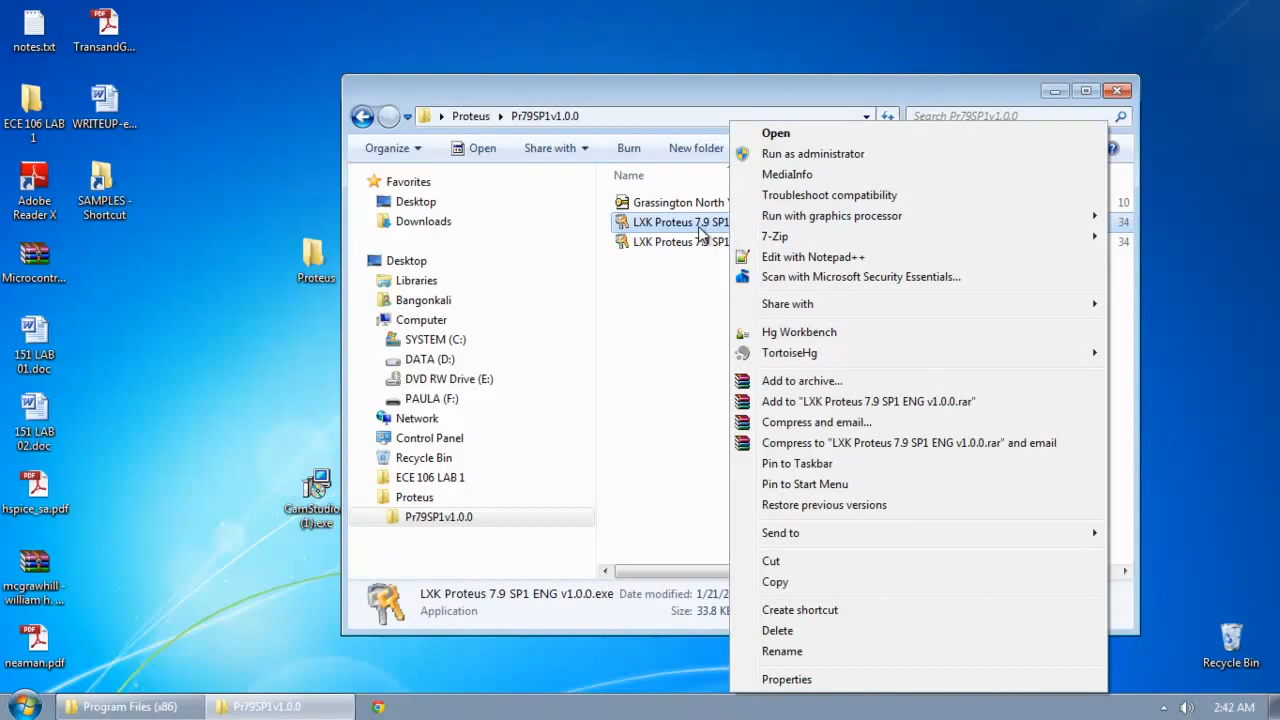 notes.txt
TransandG...
ECE 106 LAB
1
WRITEUP-e...
Adobe
Reader X
SAMPLES -
Shortcut
Microcontr...
Proteus
151 LAB
01.doc
151 LAB
02.doc
hspice_sa.pdf
CamStudio
(1).exe
mcgrawhill -
william h. ...
neaman.pdf
Recycle Bin
Proteus
Pr79SP1v1.0.0
Search Pr79SP1v1.0.0
Organize
Open
Share with
Burn
New folder
Favorites
Desktop
Downloads
Desktop
Libraries
Bangonkali
Computer
SYSTEM (C:)
DATA (D:)
DVD RW Drive (E:)
PAULA (F:)
Network
Control Panel
Recycle Bin
ECE 106 LAB 1
Proteus
Pr79SP1v1.0.0
Name
Grassington North
10
LXK Proteus 7.9 SP1
34
LXK Proteus 7.9 SP1
34
Open
Run as administrator
MediaInfo
Troubleshoot compatibility
Run with graphics processor
7-Zip
Edit with Notepad++
Scan with Microsoft Security Essentials...
Share with
Hg Workbench
TortoiseHg
Add to archive...
Add to "LXK Proteus 7.9 SP1 ENG v1.0.0.rar"
Compress and email...
Compress to "LXK Proteus 7.9 SP1 ENG v1.0.0.rar" and email
Pin to Taskbar
Pin to Start Menu
Restore previous versions
Send to
Cut
Copy
Create shortcut
Delete
Rename
Properties
LXK Proteus 7.9 SP1 ENG v1.0.0.exe Date modified: 1/21/2
Application Size: 33.8 K
Program Files (x86)
Pr79SP1v1.0.0
2:42 AM